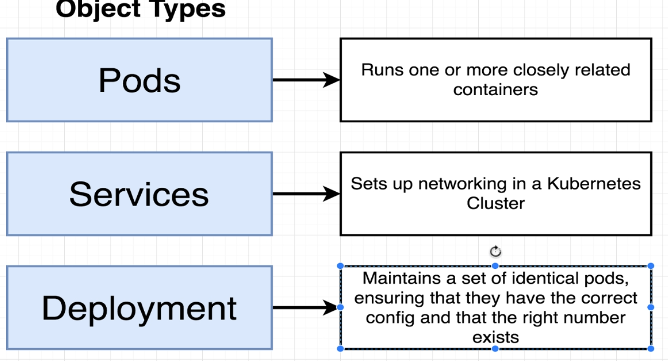 Object Types
Pods
Runs one or more closely related
containers
Services
Sets up networking in a Kubernetes
Cluster
Deployment
Maintains a set of identical pods,
ensuring that they have the correct
config and that the right number
exists